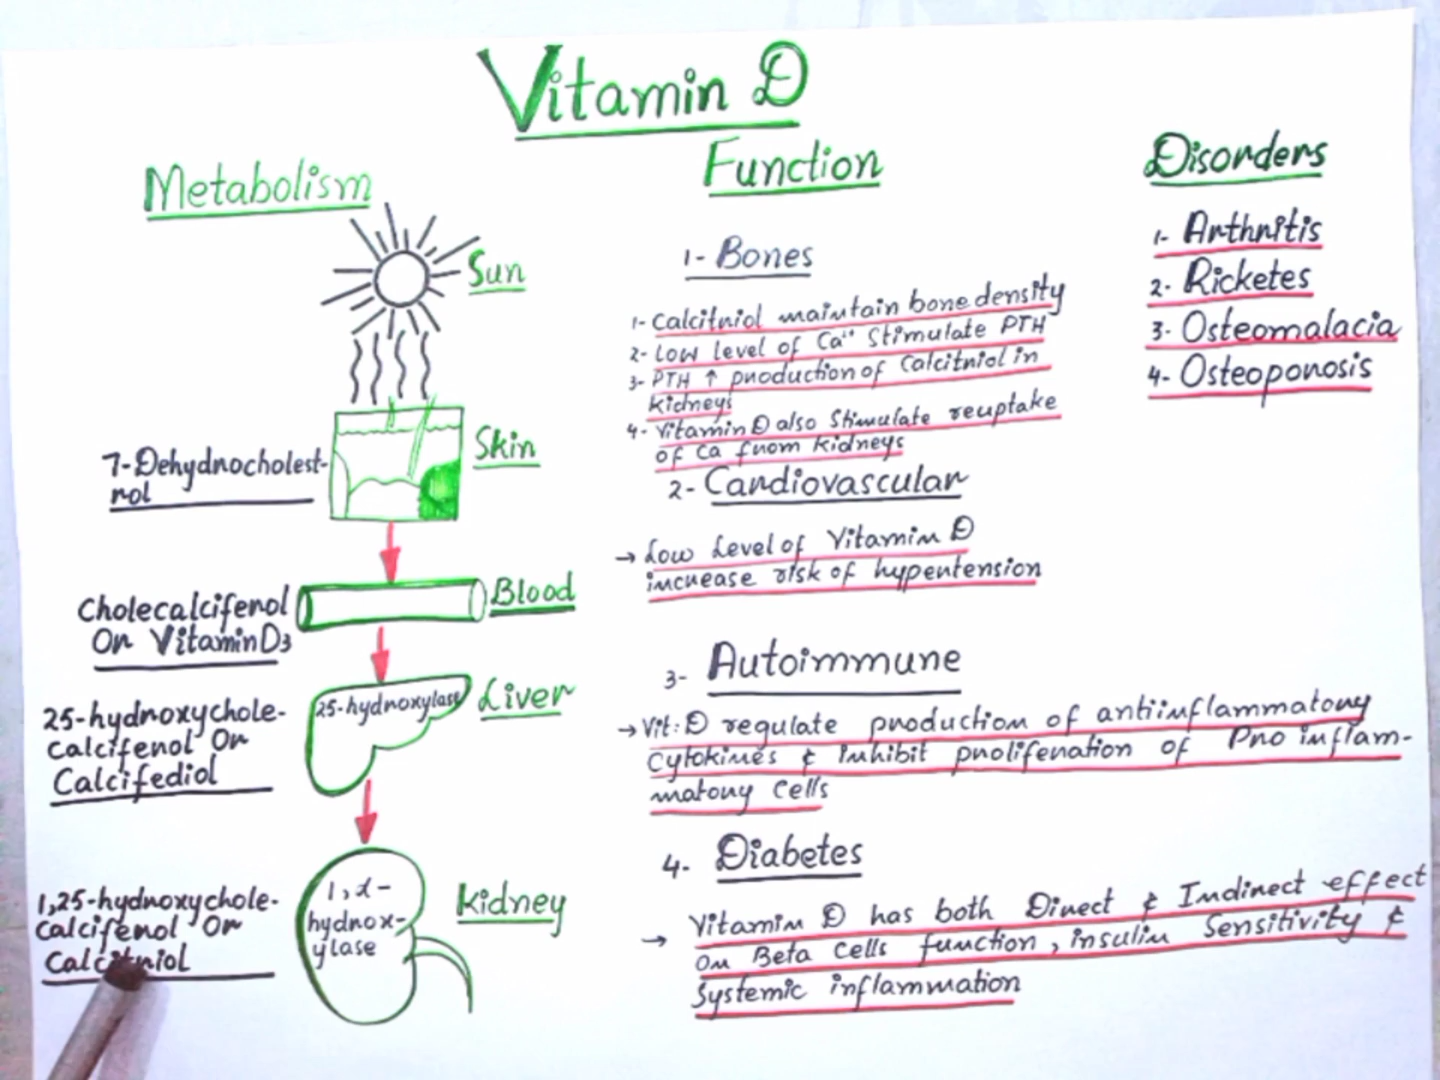 Vitamin D
Metabolism
Sun
Skin
7-Dehydrocholest-
rol
Blood
Cholecalciferol
Or Vitamin D3
Liver
25-hydroxylase
25-hydroxychole-
calciferol Or
Calcifediol
Kidney
1,α-
hydrox-
ylase
1,25-hydroxychole-
calciferol Or
Calcitriol
Function
1- Bones
1- Calcitriol maintain bone density
2- Low level of Ca++ Stimulate PTH
3- PTH ↑ production of Calcitriol in
kidneys
4- Vitamin D also Stimulate reuptake
of Ca from kidneys
2- Cardiovascular
→ Low Level of Vitamin D
increase risk of hypertension
3- Autoimmune
→ Vit: D regulate production of antiinflammatory
Cytokines & Inhibit proliferation of Pro inflam-
matory Cells
4- Diabetes
→ Vitamin D has both Direct & Indirect effect
On Beta Cells function, insulin Sensitivity &
Systemic inflammation
Disorders
1- Arthritis
2- Ricketes
3- Osteomalacia
4- Osteoporosis